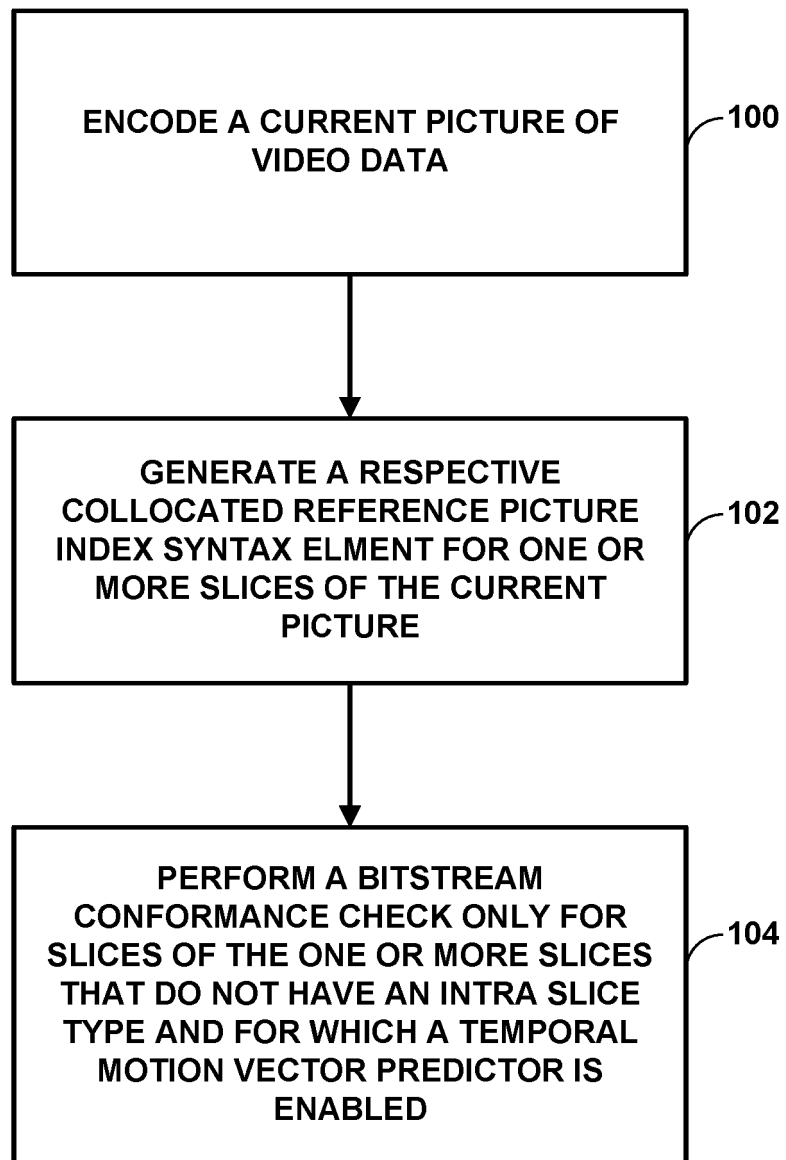 ENCODE A CURRENT PICTURE OF
VIDEO DATA
100
GENERATE A RESPECTIVE
COLLOCATED REFERENCE PICTURE
INDEX SYNTAX ELMENT FOR ONE OR
MORE SLICES OF THE CURRENT
PICTURE
102
PERFORM A BITSTREAM
CONFORMANCE CHECK ONLY FOR
SLICES OF THE ONE OR MORE SLICES
THAT DO NOT HAVE AN INTRA SLICE
TYPE AND FOR WHICH A TEMPORAL
MOTION VECTOR PREDICTOR IS
ENABLED
104